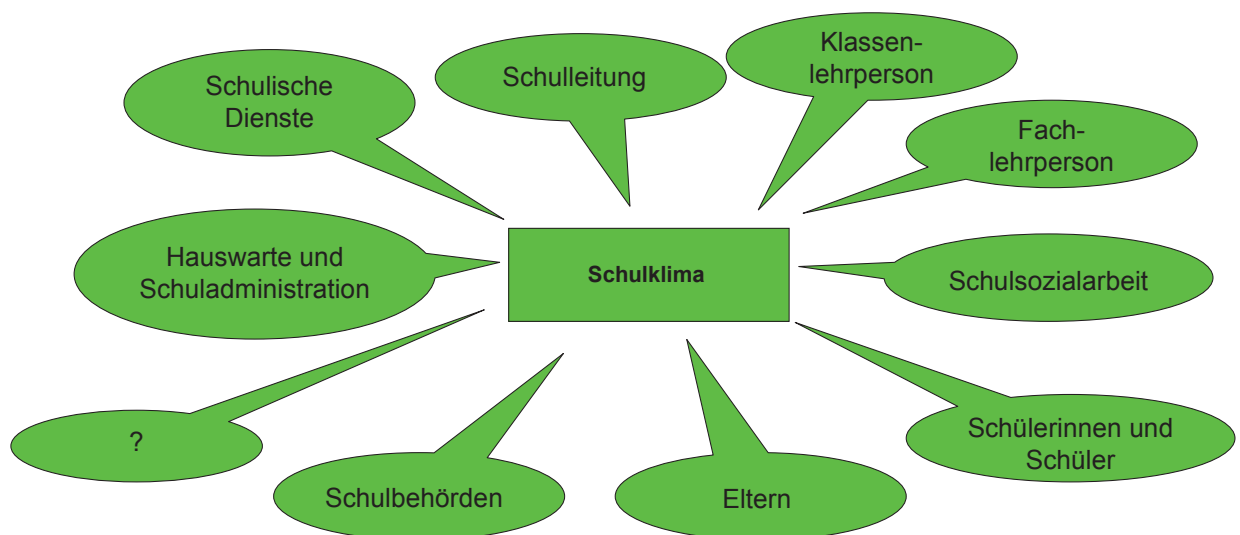 Klassen-
lehrperson
Schulleitung
Schulische
Dienste
Fach-
lehrperson
Hauswarte und
Schuladministration
Schulklima
Schulsozialarbeit
?
Schülerinnen und
Schüler
Schulbehörden
Eltern